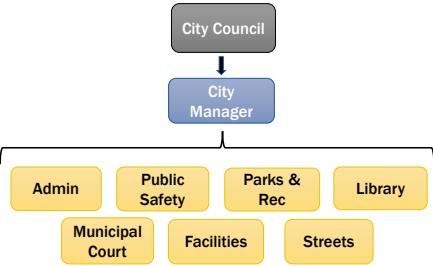 City Council
City
Manager
Admin
Public
Safety
Parks &
Rec
Library
Municipal
Court
Facilities
Streets